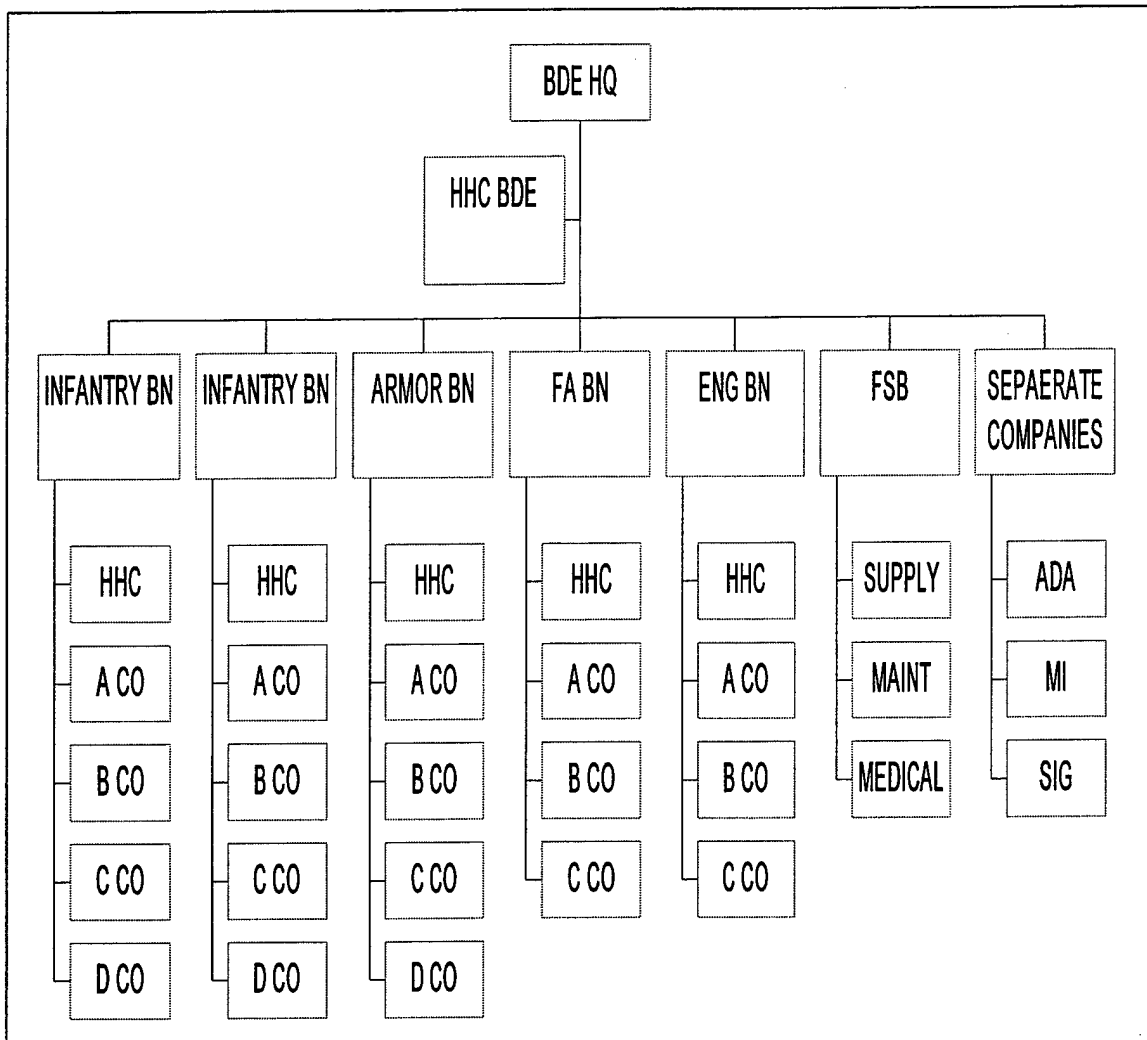 BDE HQ
HHC BDE
INFANTRY BN
INFANTRY BN
ARMOR BN
FA BN
ENG BN
FSB
SEPAERATE
COMPANIES
HHC
A CO
B CO
C CO
D CO
HHC
A CO
B CO
C CO
D CO
HHC
A CO
B CO
C CO
D CO
HHC
A CO
B CO
C CO
HHC
A CO
B CO
C CO
SUPPLY
MAINT
MEDICAL
ADA
MI
SIG